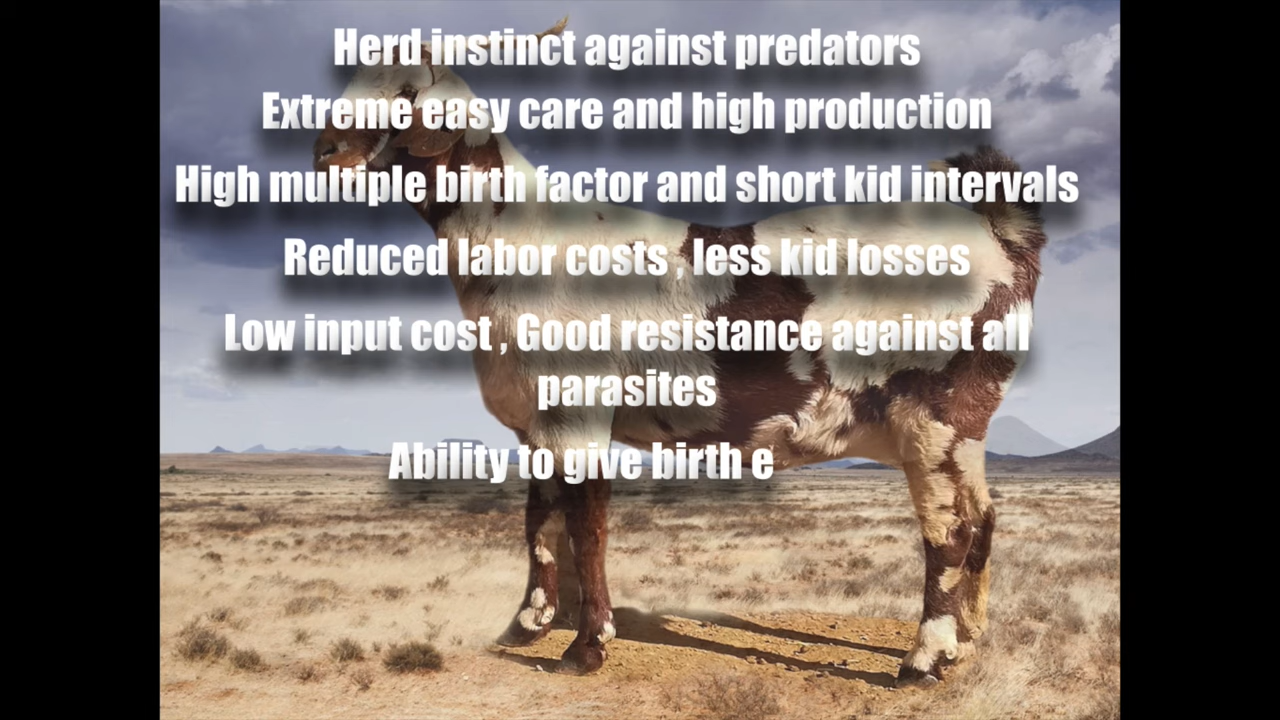 Herd instinct against predators
Extreme easy care and high production
High multiple birth factor and short kid intervals
Reduced labor costs , less kid losses
Low input cost , Good resistance against all
parasites
Ability to give birth e